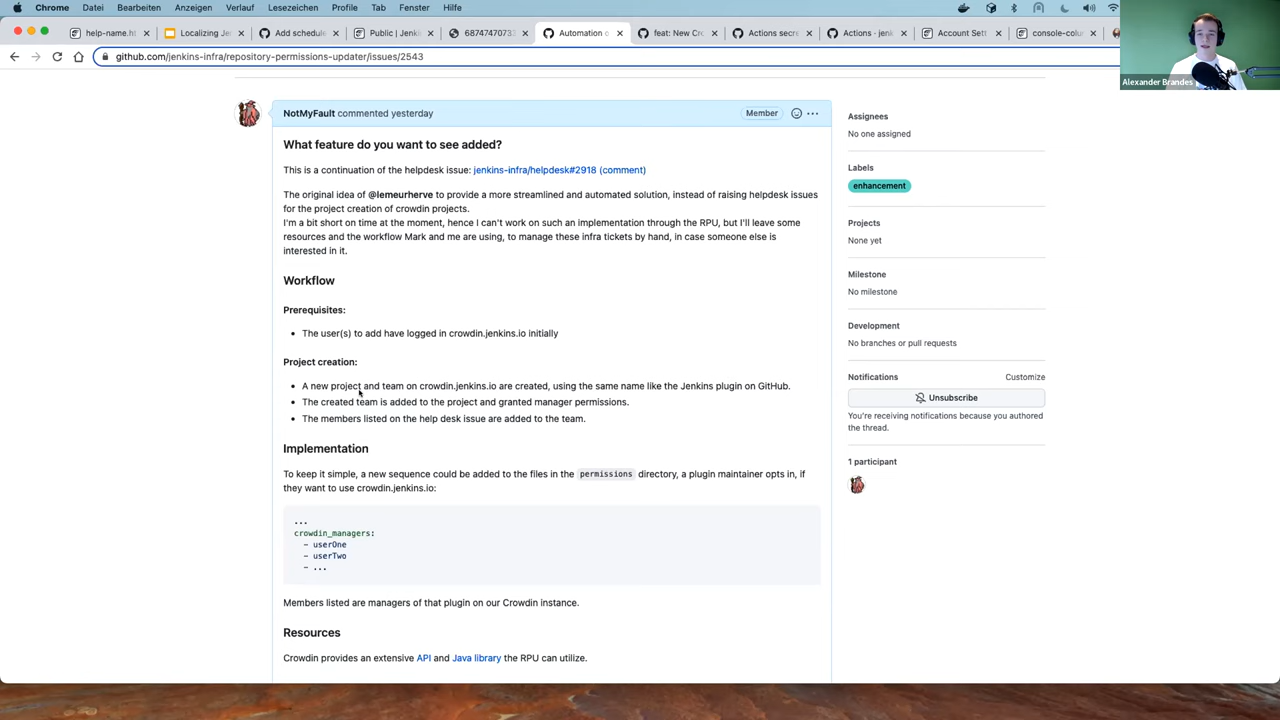 Chrome Datei Bearbeiten Anzeigen Verlauf Lesezeichen Profile Tab Fenster Hilfe
help-name.ht Localizing Jen Add schedule Public | Jenki 68747470733 Automation o feat: New Cro Actions secre Actions · jenk Account Setti console-colun
github.com/jenkins-infra/repository-permissions-updater/issues/2543
Alexander Brandes
NotMyFault commented yesterday
Member
What feature do you want to see added?
This is a continuation of the helpdesk issue: jenkins-infra/helpdesk#2918 (comment)
The original idea of @lemeurherve to provide a more streamlined and automated solution, instead of raising helpdesk issues
for the project creation of crowdin projects.
I'm a bit short on time at the moment, hence I can't work on such an implementation through the RPU, but I'll leave some
resources and the workflow Mark and me are using, to manage these infra tickets by hand, in case someone else is
interested in it.
Workflow
Prerequisites:
• The user(s) to add have logged in crowdin.jenkins.io initially
Project creation:
• A new project and team on crowdin.jenkins.io are created, using the same name like the Jenkins plugin on GitHub.
• The created team is added to the project and granted manager permissions.
• The members listed on the help desk issue are added to the team.
Implementation
To keep it simple, a new sequence could be added to the files in the permissions directory, a plugin maintainer opts in, if
they want to use crowdin.jenkins.io:
...
crowdin_managers:
- userOne
- userTwo
- ...
Members listed are managers of that plugin on our Crowdin instance.
Resources
Crowdin provides an extensive API and Java library the RPU can utilize.
Assignees
No one assigned
Labels
enhancement
Projects
None yet
Milestone
No milestone
Development
No branches or pull requests
Notifications Customize
Unsubscribe
You're receiving notifications because you authored
the thread.
1 participant